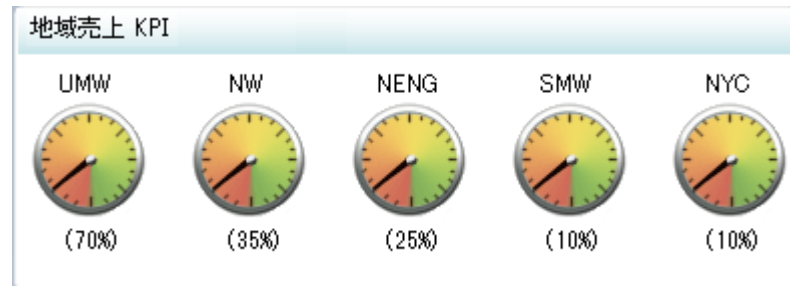 地域売上 KPI
UMW NW NENG SMW NYC
(70%) (35%) (25%) (10%) (10%)